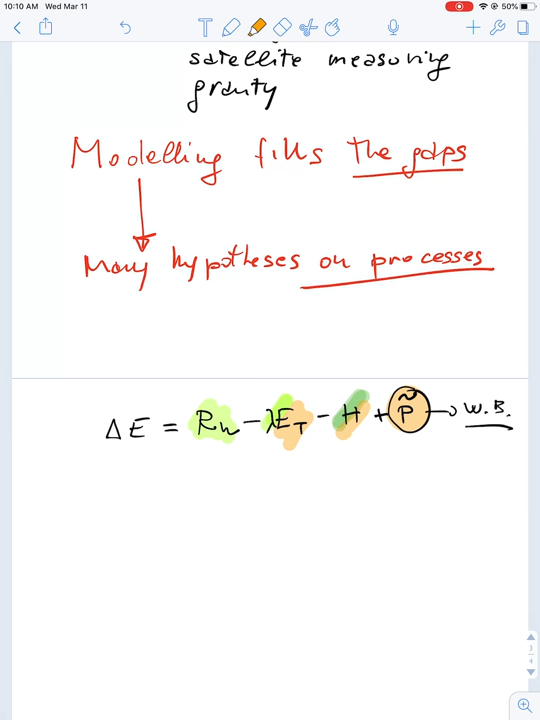 10:10 AM Wed Mar 11
50%
satellite measuring
gravity
Modelling fills the gaps
Many hypotheses on processes
ΔE = Rn - λET - H + P̃ → W.B.
3
4